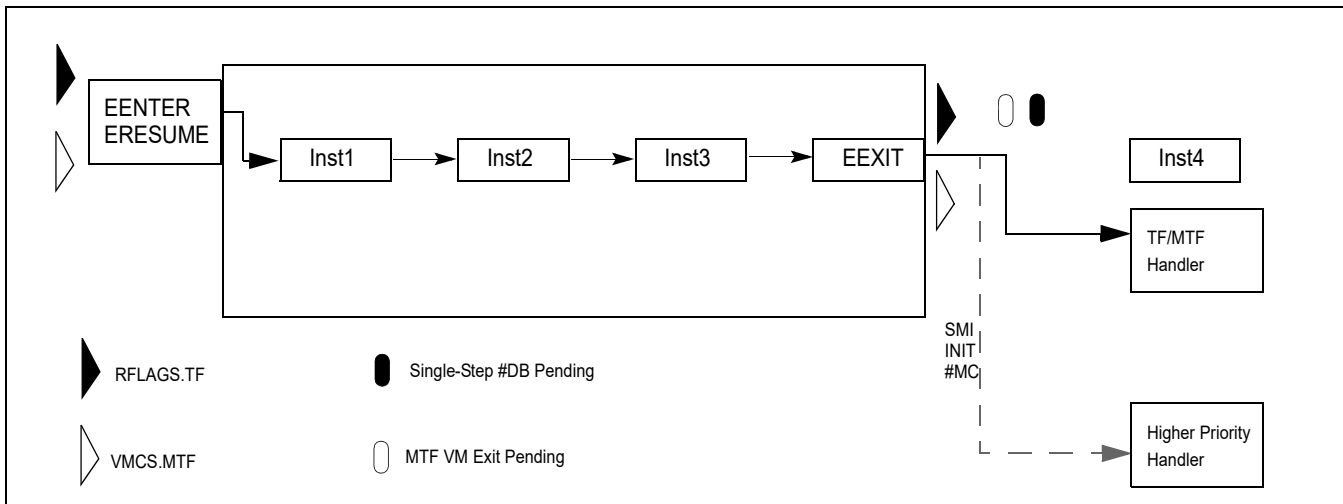 EENTER
ERESUME
Inst1
Inst2
Inst3
EEXIT
Inst4
TF/MTF
Handler
SMI
INIT
#MC
RFLAGS.TF
Single-Step #DB Pending
VMCS.MTF
MTF VM Exit Pending
Higher Priority
Handler